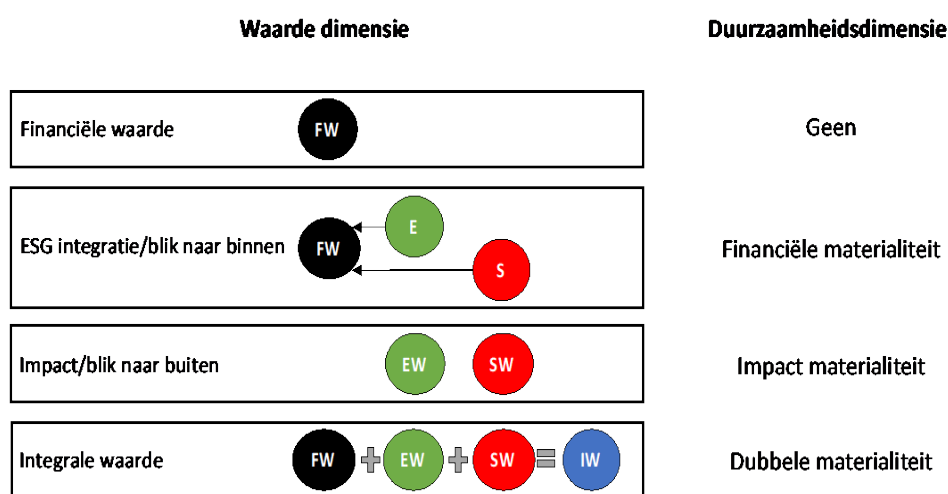 Waarde dimensie Duurzaamheidsdimensie
Financiële waarde FW Geen
E
ESG integratie/blik naar binnen FW Financiële materialiteit
S
Impact/blik naar buiten EW SW Impact materialiteit
Integrale waarde FW + EW + SW = IW Dubbele materialiteit